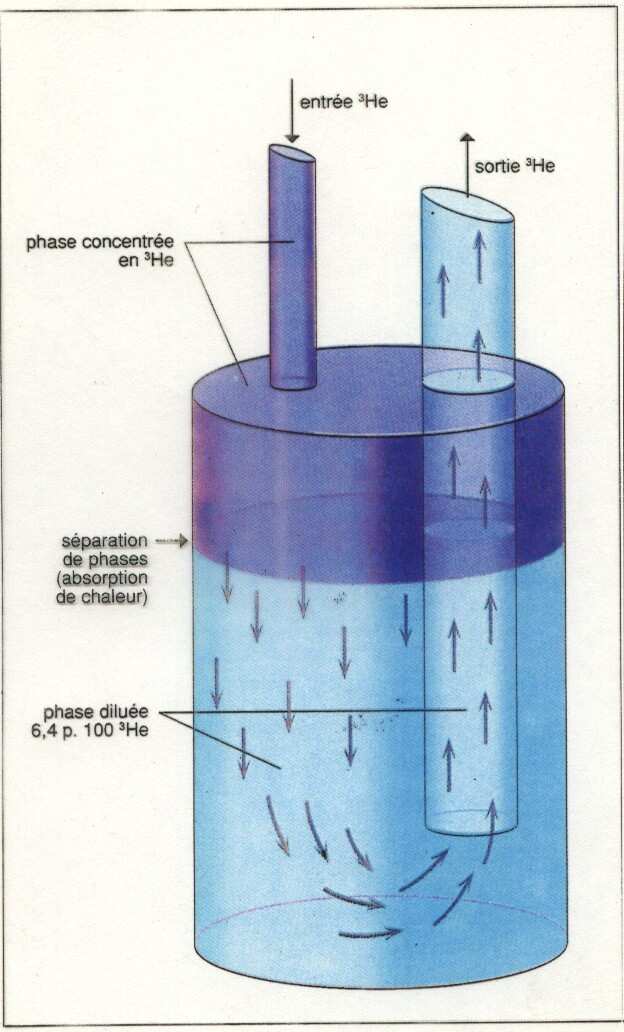 entrée ³He
sortie ³He
phase concentrée
en ³He
séparation
de phases
(absorption
de chaleur)
phase diluée
6,4 p. 100 ³He